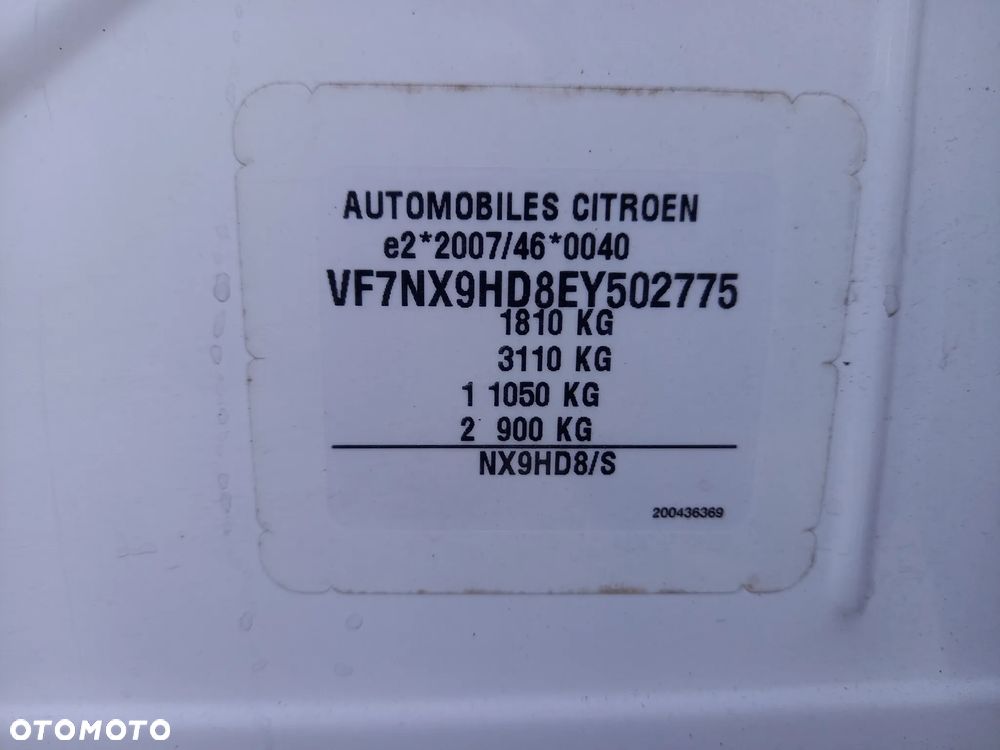 AUTOMOBILES CITROEN
e2*2007/46*0040
VF7NX9HD8EY502775
1810 KG
3110 KG
1 1050 KG
2 900 KG
NX9HD8/S
200436369
OTOMOTO